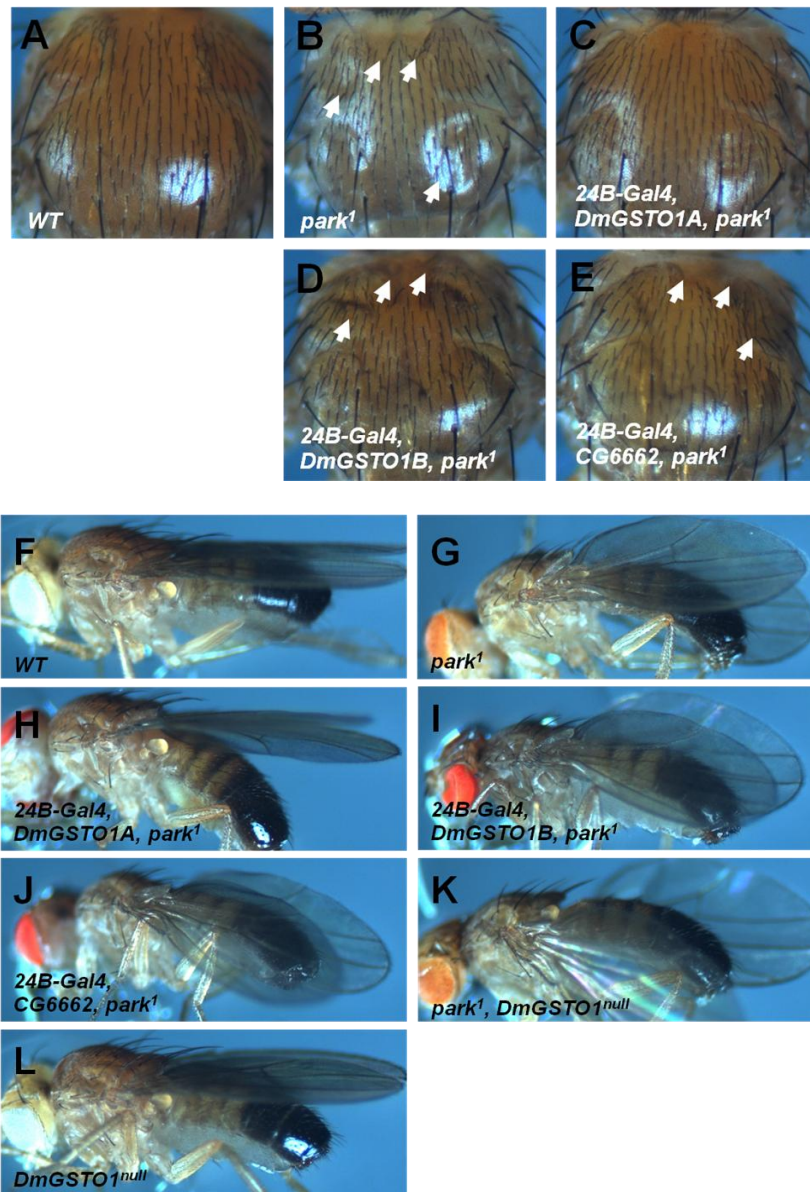 A
WT
B
park¹
C
24B-Gal4,
DmGSTO1A, park¹
D
24B-Gal4,
DmGSTO1B, park¹
E
24B-Gal4,
CG6662, park¹
F
WT
G
park¹
H
24B-Gal4,
DmGSTO1A, park¹
I
24B-Gal4,
DmGSTO1B, park¹
J
24B-Gal4,
CG6662, park¹
K
park¹, DmGSTO1ⁿᵘˡˡ
L
DmGSTO1ⁿᵘˡˡ